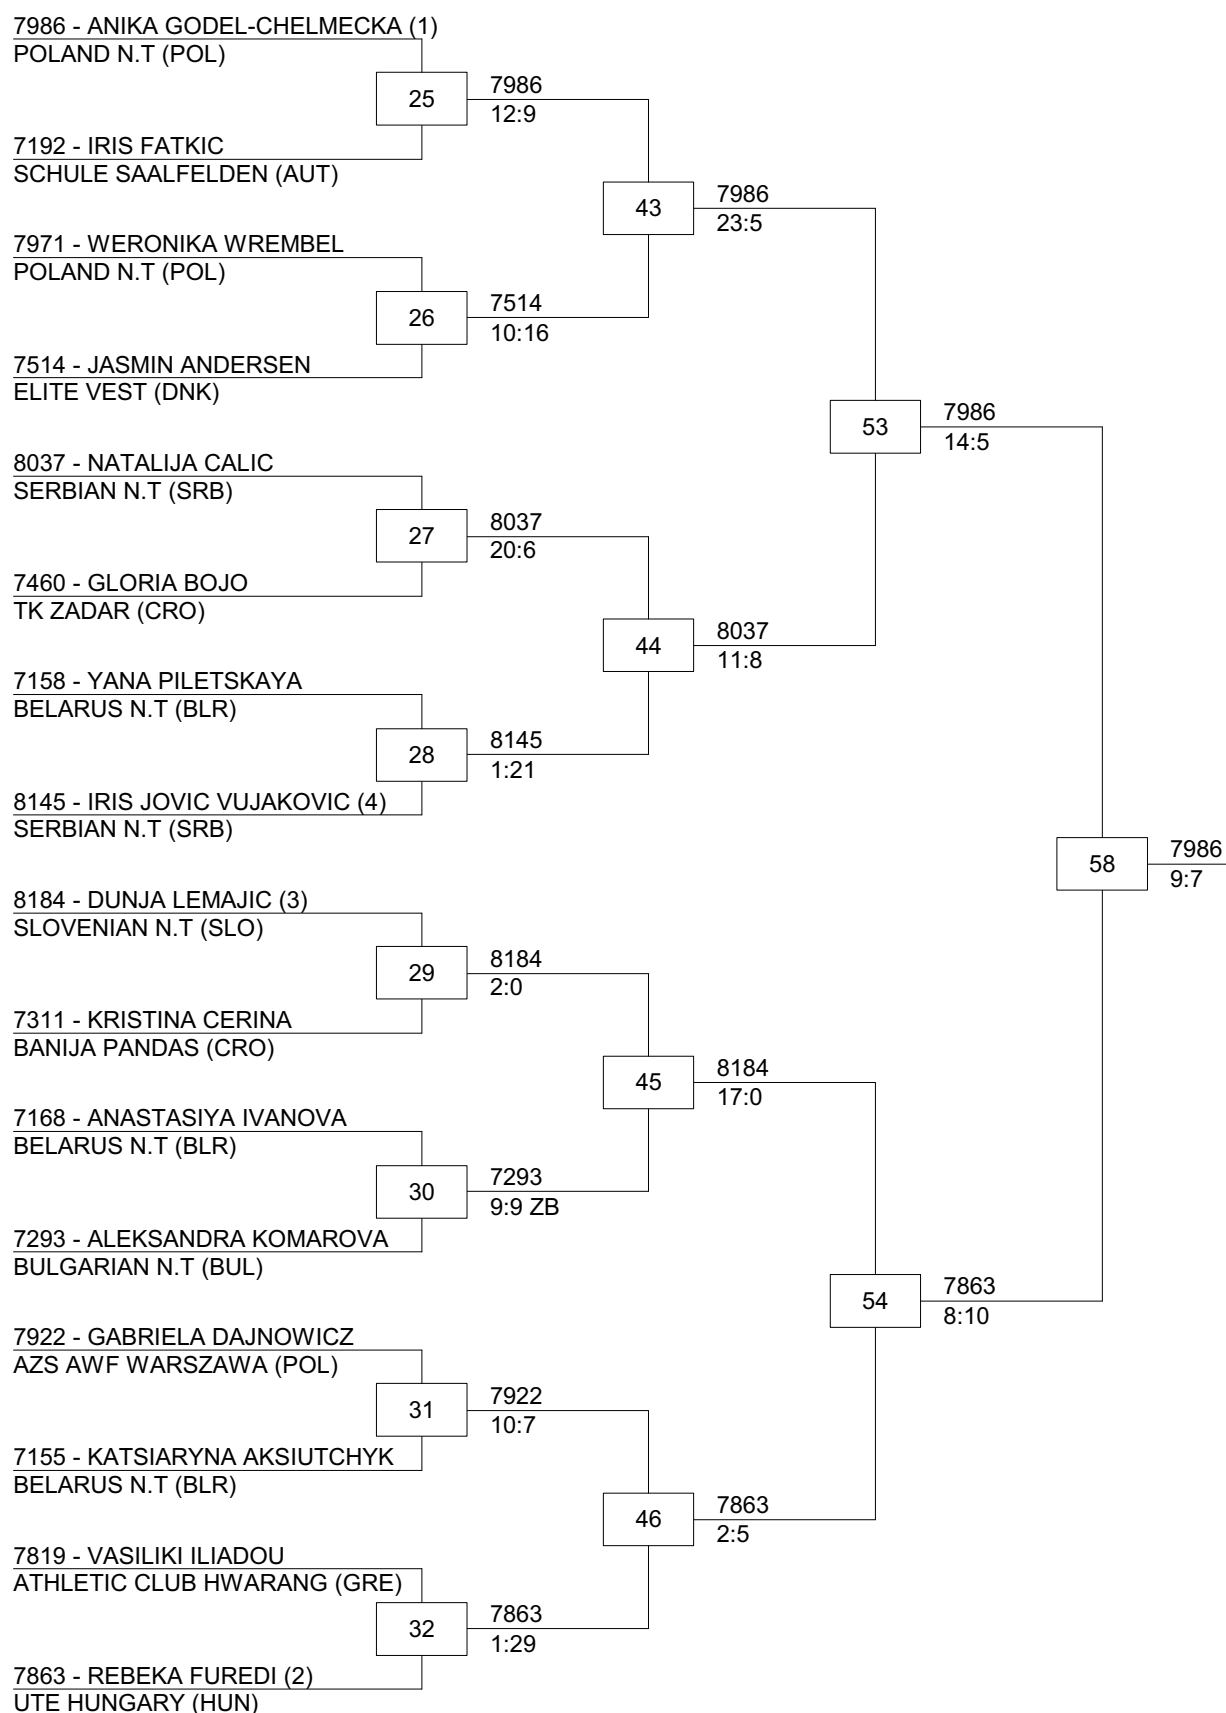 7986 - ANIKA GODEL-CHELMECKA (1)
POLAND N.T (POL)
25
7986
12:9
7192 - IRIS FATKIC
SCHULE SAALFELDEN (AUT)
43
7986
23:5
7971 - WERONIKA WREMBEL
POLAND N.T (POL)
26
7514
10:16
7514 - JASMIN ANDERSEN
ELITE VEST (DNK)
53
7986
14:5
8037 - NATALIJA CALIC
SERBIAN N.T (SRB)
27
8037
20:6
7460 - GLORIA BOJO
TK ZADAR (CRO)
44
8037
11:8
7158 - YANA PILETSKAYA
BELARUS N.T (BLR)
28
8145
1:21
8145 - IRIS JOVIC VUJAKOVIC (4)
SERBIAN N.T (SRB)
58
7986
9:7
8184 - DUNJA LEMAJIC (3)
SLOVENIAN N.T (SLO)
29
8184
2:0
7311 - KRISTINA CERINA
BANIJA PANDAS (CRO)
45
8184
17:0
7168 - ANASTASIYA IVANOVA
BELARUS N.T (BLR)
30
7293
9:9 ZB
7293 - ALEKSANDRA KOMAROVA
BULGARIAN N.T (BUL)
54
7863
8:10
7922 - GABRIELA DAJNOWICZ
AZS AWF WARSZAWA (POL)
31
7922
10:7
7155 - KATSIARYNA AKSIUTCHYK
BELARUS N.T (BLR)
46
7863
2:5
7819 - VASILIKI ILIADOU
ATHLETIC CLUB HWARANG (GRE)
32
7863
1:29
7863 - REBEKA FUREDI (2)
UTE HUNGARY (HUN)